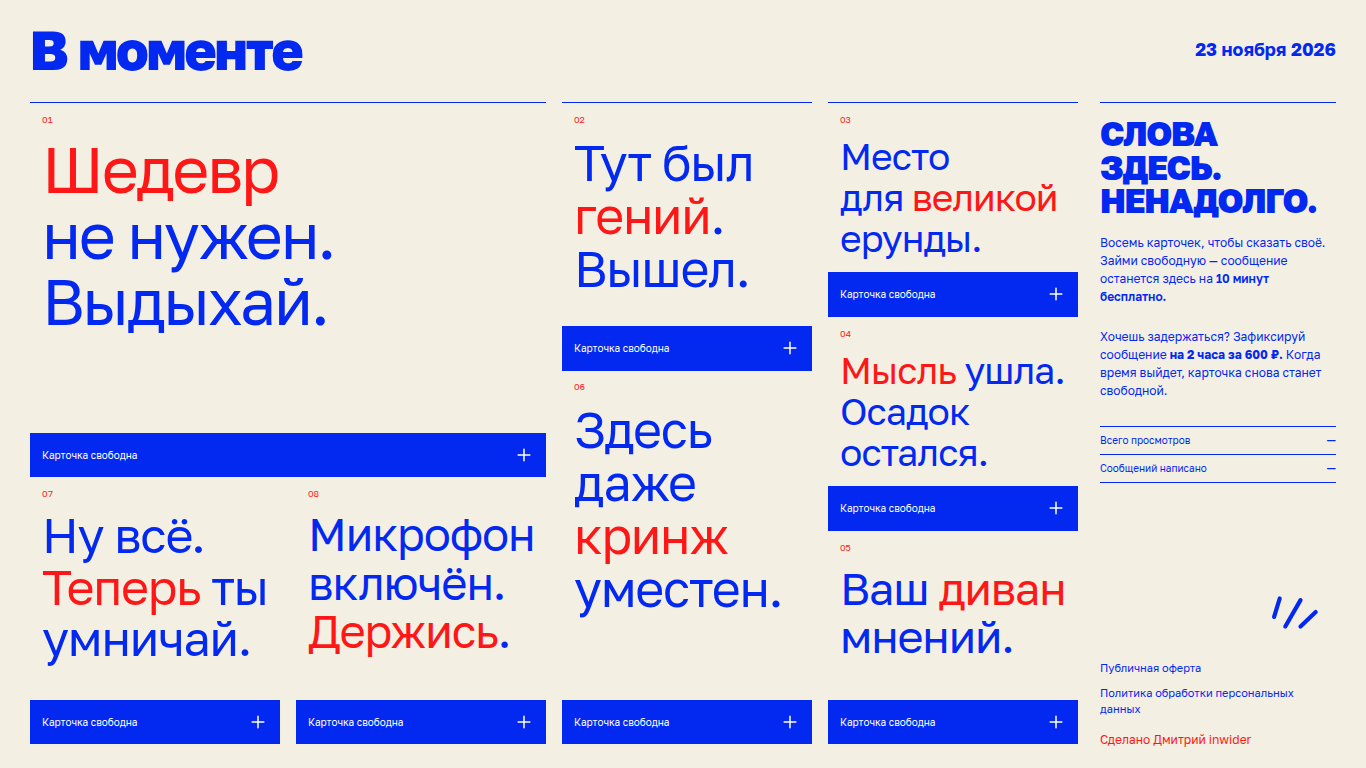 В моменте
23 ноября 2026
01
Шедевр
не нужен.
Выдыхай.
Карточка свободна
02
Тут был
гений.
Вышел.
Карточка свободна
03
Место
для великой
ерунды.
Карточка свободна
04
Мысль ушла.
Осадок
остался.
Карточка свободна
05
Ваш диван
мнений.
Карточка свободна
06
Здесь
даже
кринж
уместен.
Карточка свободна
07
Ну всё.
Теперь ты
умничай.
Карточка свободна
08
Микрофон
включён.
Держись.
Карточка свободна
СЛОВА
ЗДЕСЬ.
НЕНАДОЛГО.
Восемь карточек, чтобы сказать своё.
Займи свободную — сообщение
останется здесь на 10 минут
бесплатно.
Хочешь задержаться? Зафиксируй
сообщение на 2 часа за 600 ₽. Когда
время выйдет, карточка снова станет
свободной.
Всего просмотров —
Сообщений написано —
Публичная оферта
Политика обработки персональных
данных
Сделано Дмитрий inwider